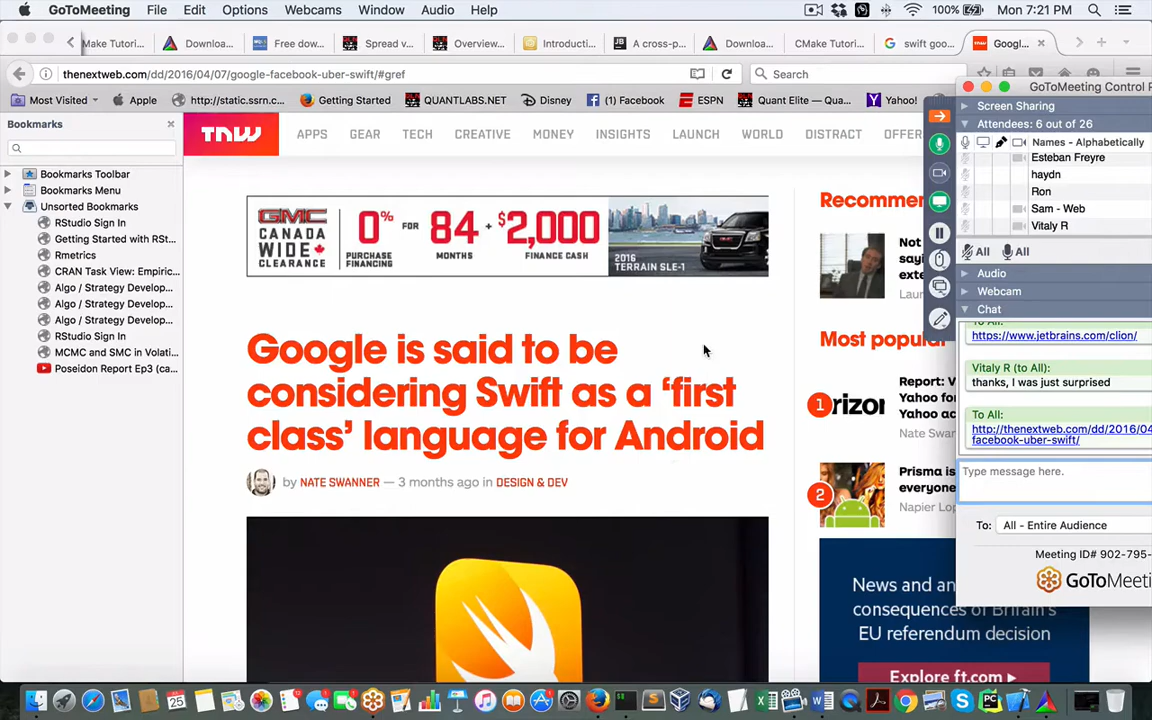 GoToMeeting File Edit Options Webcams Window Audio Help 100% Mon 7:21 PM
Make Tutori... Downloa... Free dow... Spread v... Overview... Introducti... A cross-p... Downloa... CMake Tutori... swift goo... Googl...
thenextweb.com/dd/2016/04/07/google-facebook-uber-swift/#gref Search
Most Visited Apple http://static.ssrn.c... Getting Started QUANTLABS.NET Disney (1) Facebook ESPN Quant Elite — Qua... Yahoo!
Bookmarks
Bookmarks Toolbar
Bookmarks Menu
Unsorted Bookmarks
RStudio Sign In
Getting Started with RSt...
Rmetrics
CRAN Task View: Empiric...
Algo / Strategy Develop...
Algo / Strategy Develop...
Algo / Strategy Develop...
RStudio Sign In
MCMC and SMC in Volati...
Poseidon Report Ep3 (ca...
TNW APPS GEAR TECH CREATIVE MONEY INSIGHTS LAUNCH WORLD DISTRACT OFFER
GMC
CANADA
WIDE
CLEARANCE
0% FOR 84 + $2,000
PURCHASE
FINANCING
MONTHS
FINANCE CASH
2016
TERRAIN SLE-1
Google is said to be
considering Swift as a ‘first
class’ language for Android
by NATE SWANNER — 3 months ago in DESIGN & DEV
Recommen
Not
say
exte
Laur
Most popular
1
rizon
Report: V
Yahoo for
Yahoo ac
Nate Swar
2
Prisma is
everyone
Napier Lop
News and an
consequences of Britain's
EU referendum decision
Explore ft.com
GoToMeeting Control P
Screen Sharing
Attendees: 6 out of 26
Names - Alphabetically
Esteban Freyre
haydn
Ron
Sam - Web
Vitaly R
All All
Audio
Webcam
Chat
To All:
https://www.jetbrains.com/clion/
Vitaly R (to All):
thanks, I was just surprised
To All:
http://thenextweb.com/dd/2016/04
facebook-uber-swift/
Type message here.
To: All - Entire Audience
Meeting ID# 902-795-
GoToMeeti